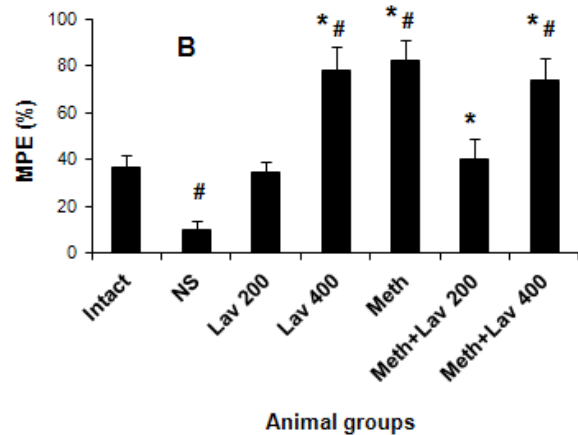 100
80
60
40
20
0
MPE (%)
B
#
* #
* #
*
* #
Intact
NS
Lav 200
Lav 400
Meth
Meth+Lav 200
Meth+Lav 400
Animal groups